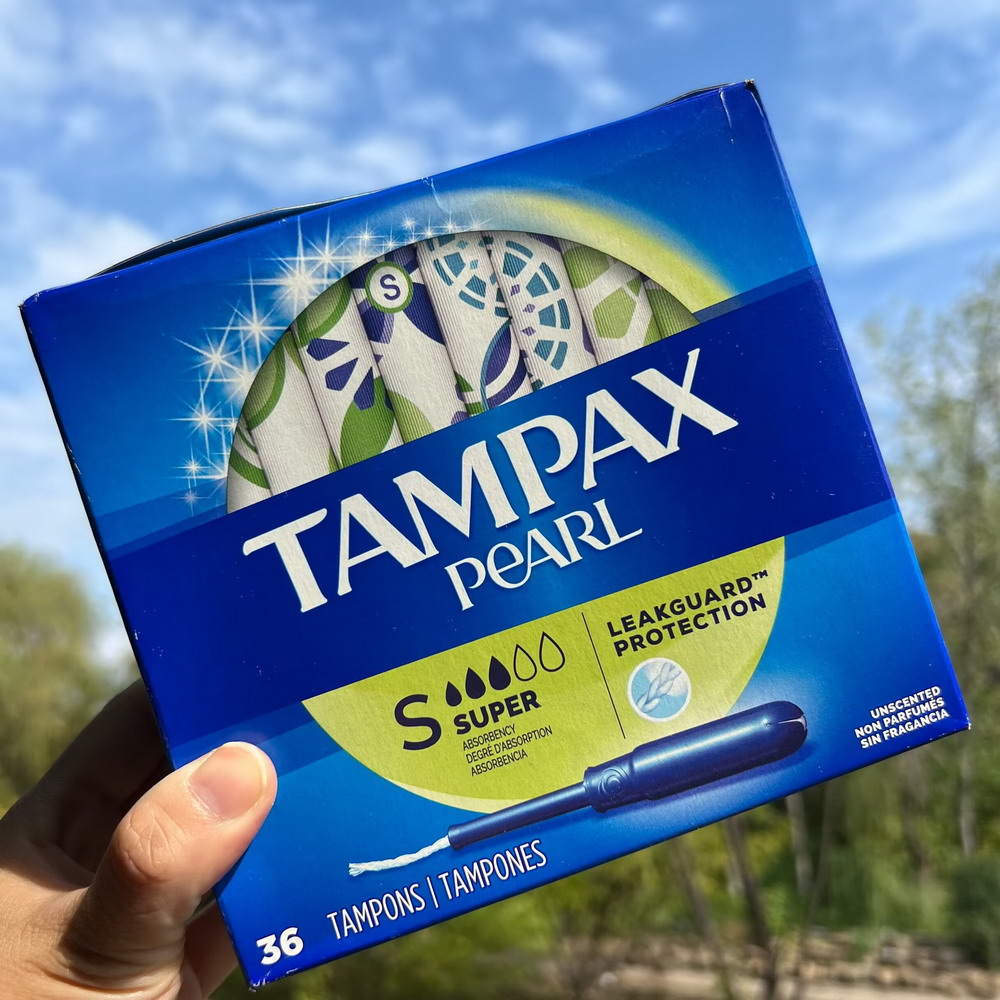 S
TAMPAX
PEARL
S
SUPER
ABSORBENCY
DEGRÉ D'ABSORPTION
ABSORBENCIA
LEAKGUARD™
PROTECTION
UNSCENTED
NON PARFUMÉS
SIN FRAGANCIA
36
TAMPONS | TAMPONES